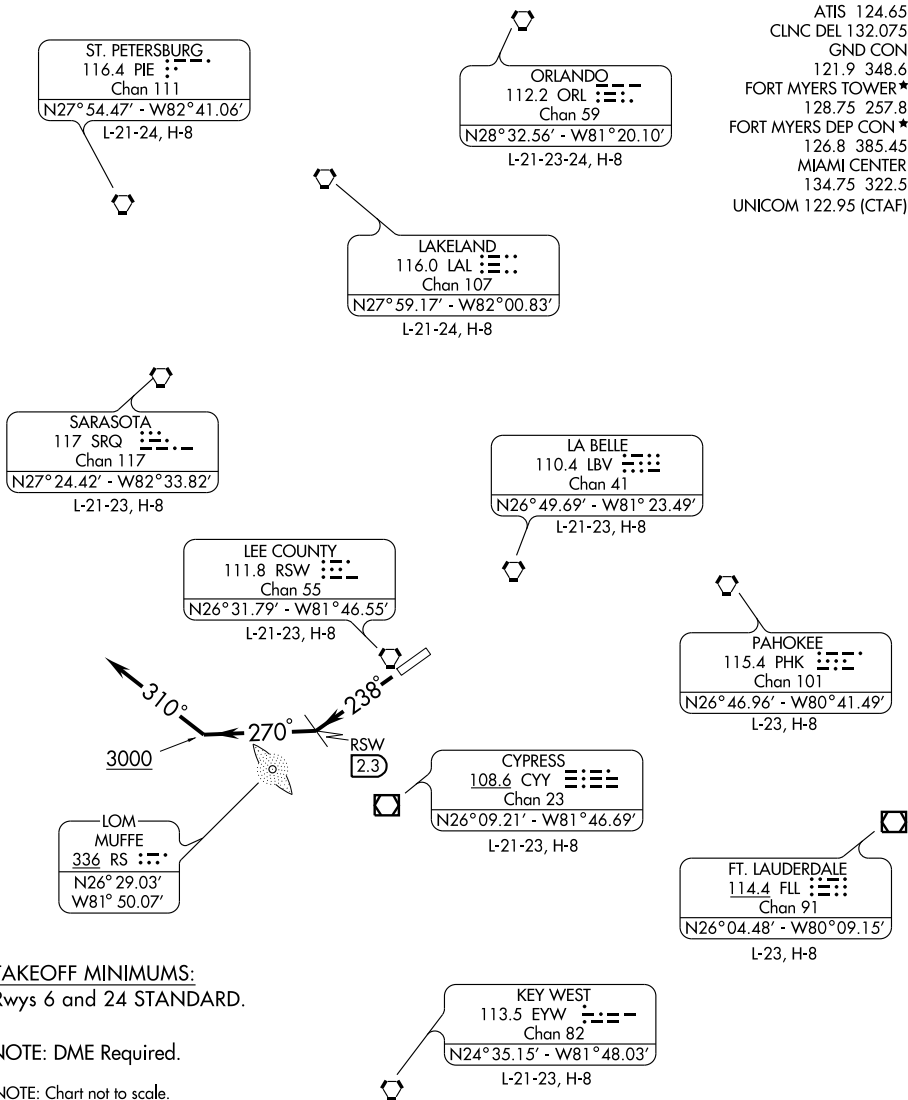 ATIS 124.65
CLNC DEL 132.075
GND CON
121.9 348.6
FORT MYERS TOWER★
128.75 257.8
FORT MYERS DEP CON★
126.8 385.45
MIAMI CENTER
134.75 322.5
UNICOM 122.95 (CTAF)
ST. PETERSBURG
116.4 PIE
Chan 111
N27°54.47' - W82°41.06'
L-21-24, H-8
ORLANDO
112.2 ORL
Chan 59
N28°32.56' - W81°20.10'
L-21-23-24, H-8
LAKELAND
116.0 LAL
Chan 107
N27°59.17' - W82°00.83'
L-21-24, H-8
SARASOTA
117 SRQ
Chan 117
N27°24.42' - W82°33.82'
L-21-23, H-8
LA BELLE
110.4 LBV
Chan 41
N26°49.69' - W81°23.49'
L-21-23, H-8
LEE COUNTY
111.8 RSW
Chan 55
N26°31.79' - W81°46.55'
L-21-23, H-8
PAHOKEE
115.4 PHK
Chan 101
N26°46.96' - W80°41.49'
L-23, H-8
310°
270°
238°
3000
RSW
2.3
CYPRESS
108.6 CYY
Chan 23
N26°09.21' - W81°46.69'
L-21-23, H-8
LOM
MUFFE
336 RS
N26°29.03'
W81°50.07'
FT. LAUDERDALE
114.4 FLL
Chan 91
N26°04.48' - W80°09.15'
L-23, H-8
TAKEOFF MINIMUMS:
Rwys 6 and 24 STANDARD.
NOTE: DME Required.
NOTE: Chart not to scale.
KEY WEST
113.5 EYW
Chan 82
N24°35.15' - W81°48.03'
L-21-23, H-8